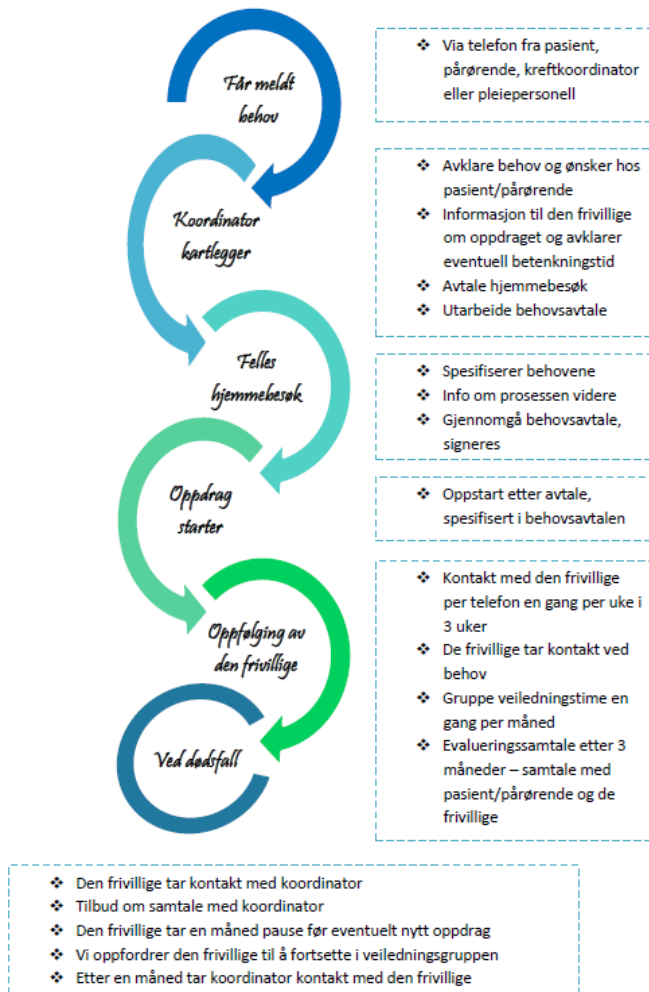 Får meldt
behov
❖ Via telefon fra pasient,
pårørende, kreftkoordinator
eller pleiepersonell
Koordinator
kartlegger
❖ Avklare behov og ønsker hos
pasient/pårørende
❖ Informasjon til den frivillige
om oppdraget og avklarer
eventuell betenkningstid
❖ Avtale hjemmebesøk
❖ Utarbeide behovsavtale
Felles
hjemmebesøk
❖ Spesifiserer behovene
❖ Info om prosessen videre
❖ Gjennomgå behovsavtale,
signeres
Oppdrag
starter
❖ Oppstart etter avtale,
spesifisert i behovsavtalen
Oppfølging av
den frivillige
❖ Kontakt med den frivillige
per telefon en gang per uke i
3 uker
❖ De frivillige tar kontakt ved
behov
❖ Gruppe veiledningstime en
gang per måned
❖ Evalueringssamtale etter 3
måneder – samtale med
pasient/pårørende og de
frivillige
Ved dødsfall
❖ Den frivillige tar kontakt med koordinator
❖ Tilbud om samtale med koordinator
❖ Den frivillige tar en måned pause før eventuelt nytt oppdrag
❖ Vi oppfordrer den frivillige til å fortsette i veiledningsgruppen
❖ Etter en måned tar koordinator kontakt med den frivillige